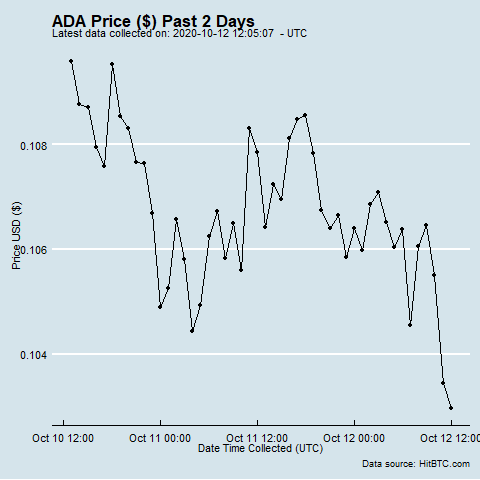 ADA Price ($) Past 2 Days
Latest data collected on: 2020-10-12 12:05:07 - UTC
0.108
0.106
0.104
Price USD ($)
Oct 10 12:00 Oct 11 00:00 Oct 11 12:00 Oct 12 00:00 Oct 12 12:00
Date Time Collected (UTC)
Data source: HitBTC.com